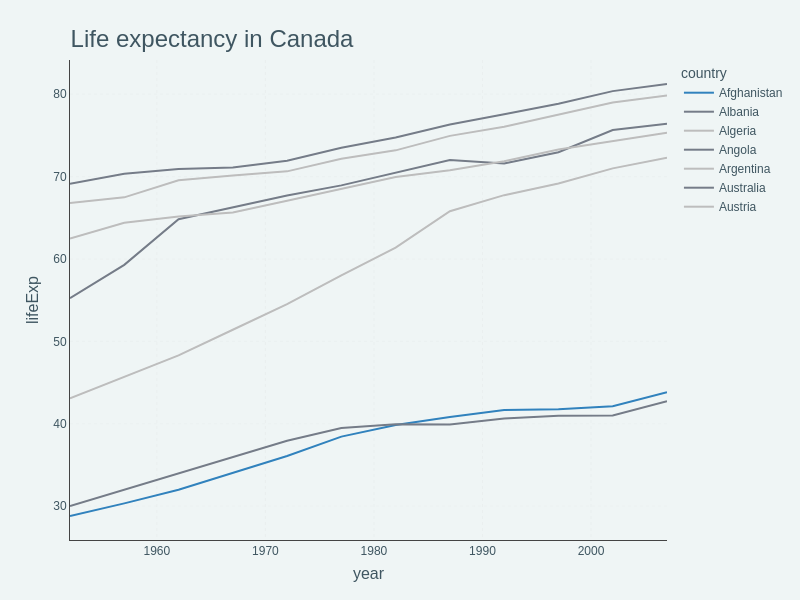 Life expectancy in Canada
country
Afghanistan
Albania
Algeria
Angola
Argentina
Australia
Austria
80
70
60
50
40
30
lifeExp
1960 1970 1980 1990 2000
year